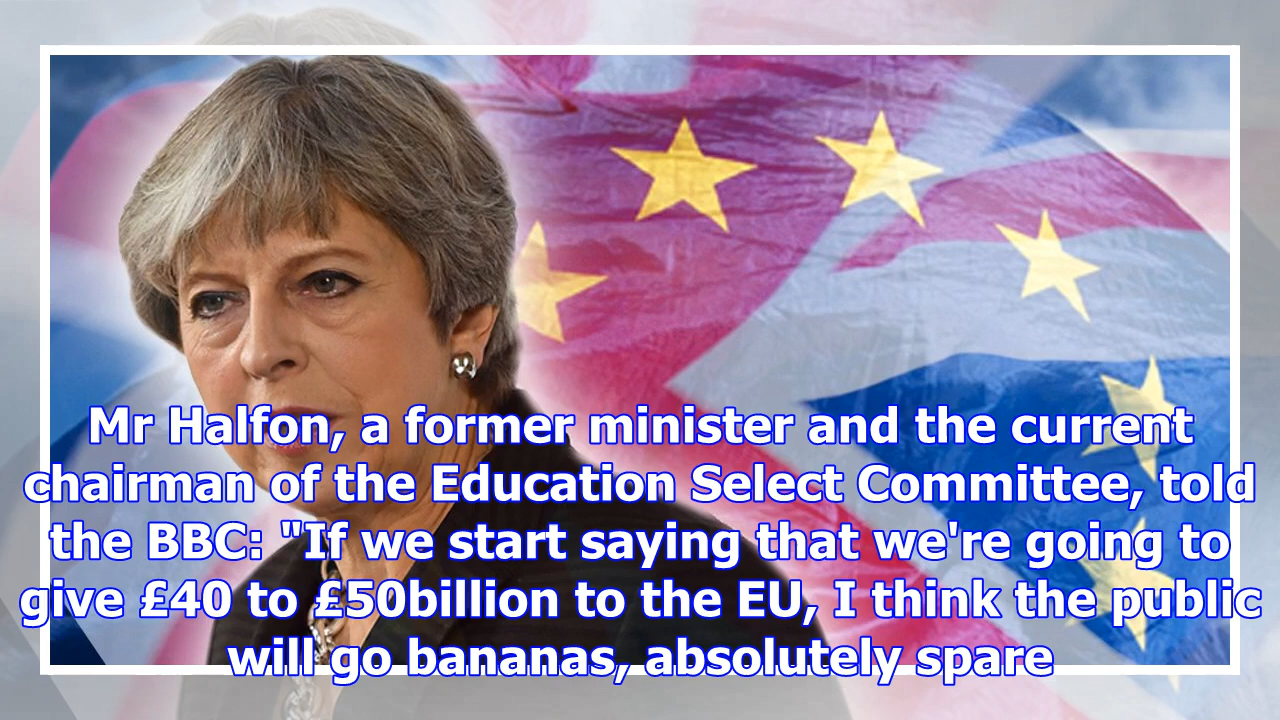 Mr Halfon, a former minister and the current
chairman of the Education Select Committee, told
the BBC: "If we start saying that we're going to
give £40 to £50billion to the EU, I think the public
will go bananas, absolutely spare